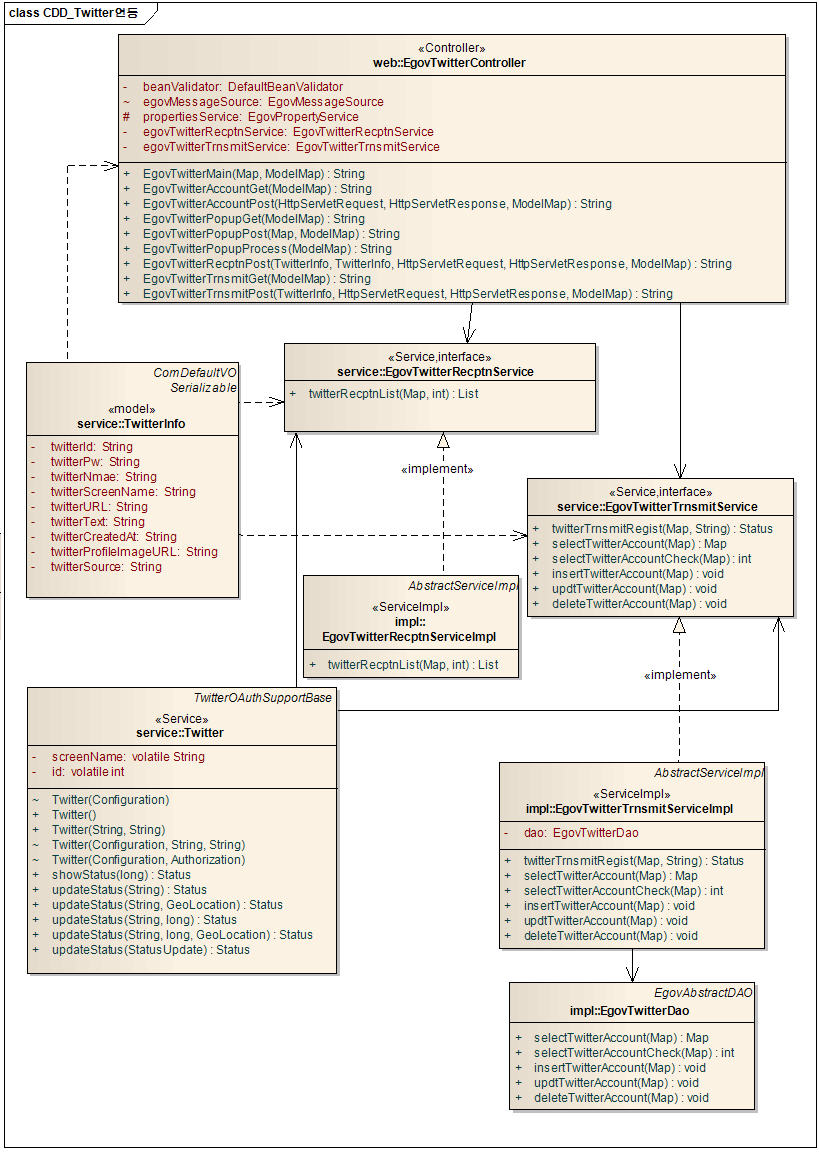 class CDD_Twitter연동
«Controller»
web::EgovTwitterController
- beanValidator: DefaultBeanValidator
~ egovMessageSource: EgovMessageSource
# propertiesService: EgovPropertyService
- egovTwitterRecptnService: EgovTwitterRecptnService
- egovTwitterTrnsmitService: EgovTwitterTrnsmitService
+ EgovTwitterMain(Map, ModelMap) : String
+ EgovTwitterAccountGet(ModelMap) : String
+ EgovTwitterAccountPost(HttpServletRequest, HttpServletResponse, ModelMap) : String
+ EgovTwitterPopupGet(ModelMap) : String
+ EgovTwitterPopupPost(Map, ModelMap) : String
+ EgovTwitterPopupProcess(ModelMap) : String
+ EgovTwitterRecptnPost(TwitterInfo, TwitterInfo, HttpServletRequest, HttpServletResponse, ModelMap) : String
+ EgovTwitterTrnsmitGet(ModelMap) : String
+ EgovTwitterTrnsmitPost(TwitterInfo, HttpServletRequest, HttpServletResponse, ModelMap) : String
«Service,interface»
service::EgovTwitterRecptnService
+ twitterRecptnList(Map, int) : List
ComDefaultVO
Serializable
«model»
service::TwitterInfo
- twitterId: String
- twitterPw: String
- twitterNmae: String
- twitterScreenName: String
- twitterURL: String
- twitterText: String
- twitterCreatedAt: String
- twitterProfileImageURL: String
- twitterSource: String
«implement»
«Service,interface»
service::EgovTwitterTrnsmitService
+ twitterTrnsmitRegist(Map, String) : Status
+ selectTwitterAccount(Map) : Map
+ selectTwitterAccountCheck(Map) : int
+ insertTwitterAccount(Map) : void
+ updtTwitterAccount(Map) : void
+ deleteTwitterAccount(Map) : void
AbstractServiceImpl
«ServiceImpl»
impl::
EgovTwitterRecptnServiceImpl
+ twitterRecptnList(Map, int) : List
«implement»
TwitterOAuthSupportBase
«Service»
service::Twitter
- screenName: volatile String
- id: volatile int
~ Twitter(Configuration)
+ Twitter()
+ Twitter(String, String)
~ Twitter(Configuration, String, String)
~ Twitter(Configuration, Authorization)
+ showStatus(long) : Status
+ updateStatus(String) : Status
+ updateStatus(String, GeoLocation) : Status
+ updateStatus(String, long) : Status
+ updateStatus(String, long, GeoLocation) : Status
+ updateStatus(StatusUpdate) : Status
AbstractServiceImpl
«ServiceImpl»
impl::EgovTwitterTrnsmitServiceImpl
- dao: EgovTwitterDao
+ twitterTrnsmitRegist(Map, String) : Status
+ selectTwitterAccount(Map) : Map
+ selectTwitterAccountCheck(Map) : int
+ insertTwitterAccount(Map) : void
+ updtTwitterAccount(Map) : void
+ deleteTwitterAccount(Map) : void
EgovAbstractDAO
impl::EgovTwitterDao
+ selectTwitterAccount(Map) : Map
+ selectTwitterAccountCheck(Map) : int
+ insertTwitterAccount(Map) : void
+ updtTwitterAccount(Map) : void
+ deleteTwitterAccount(Map) : void